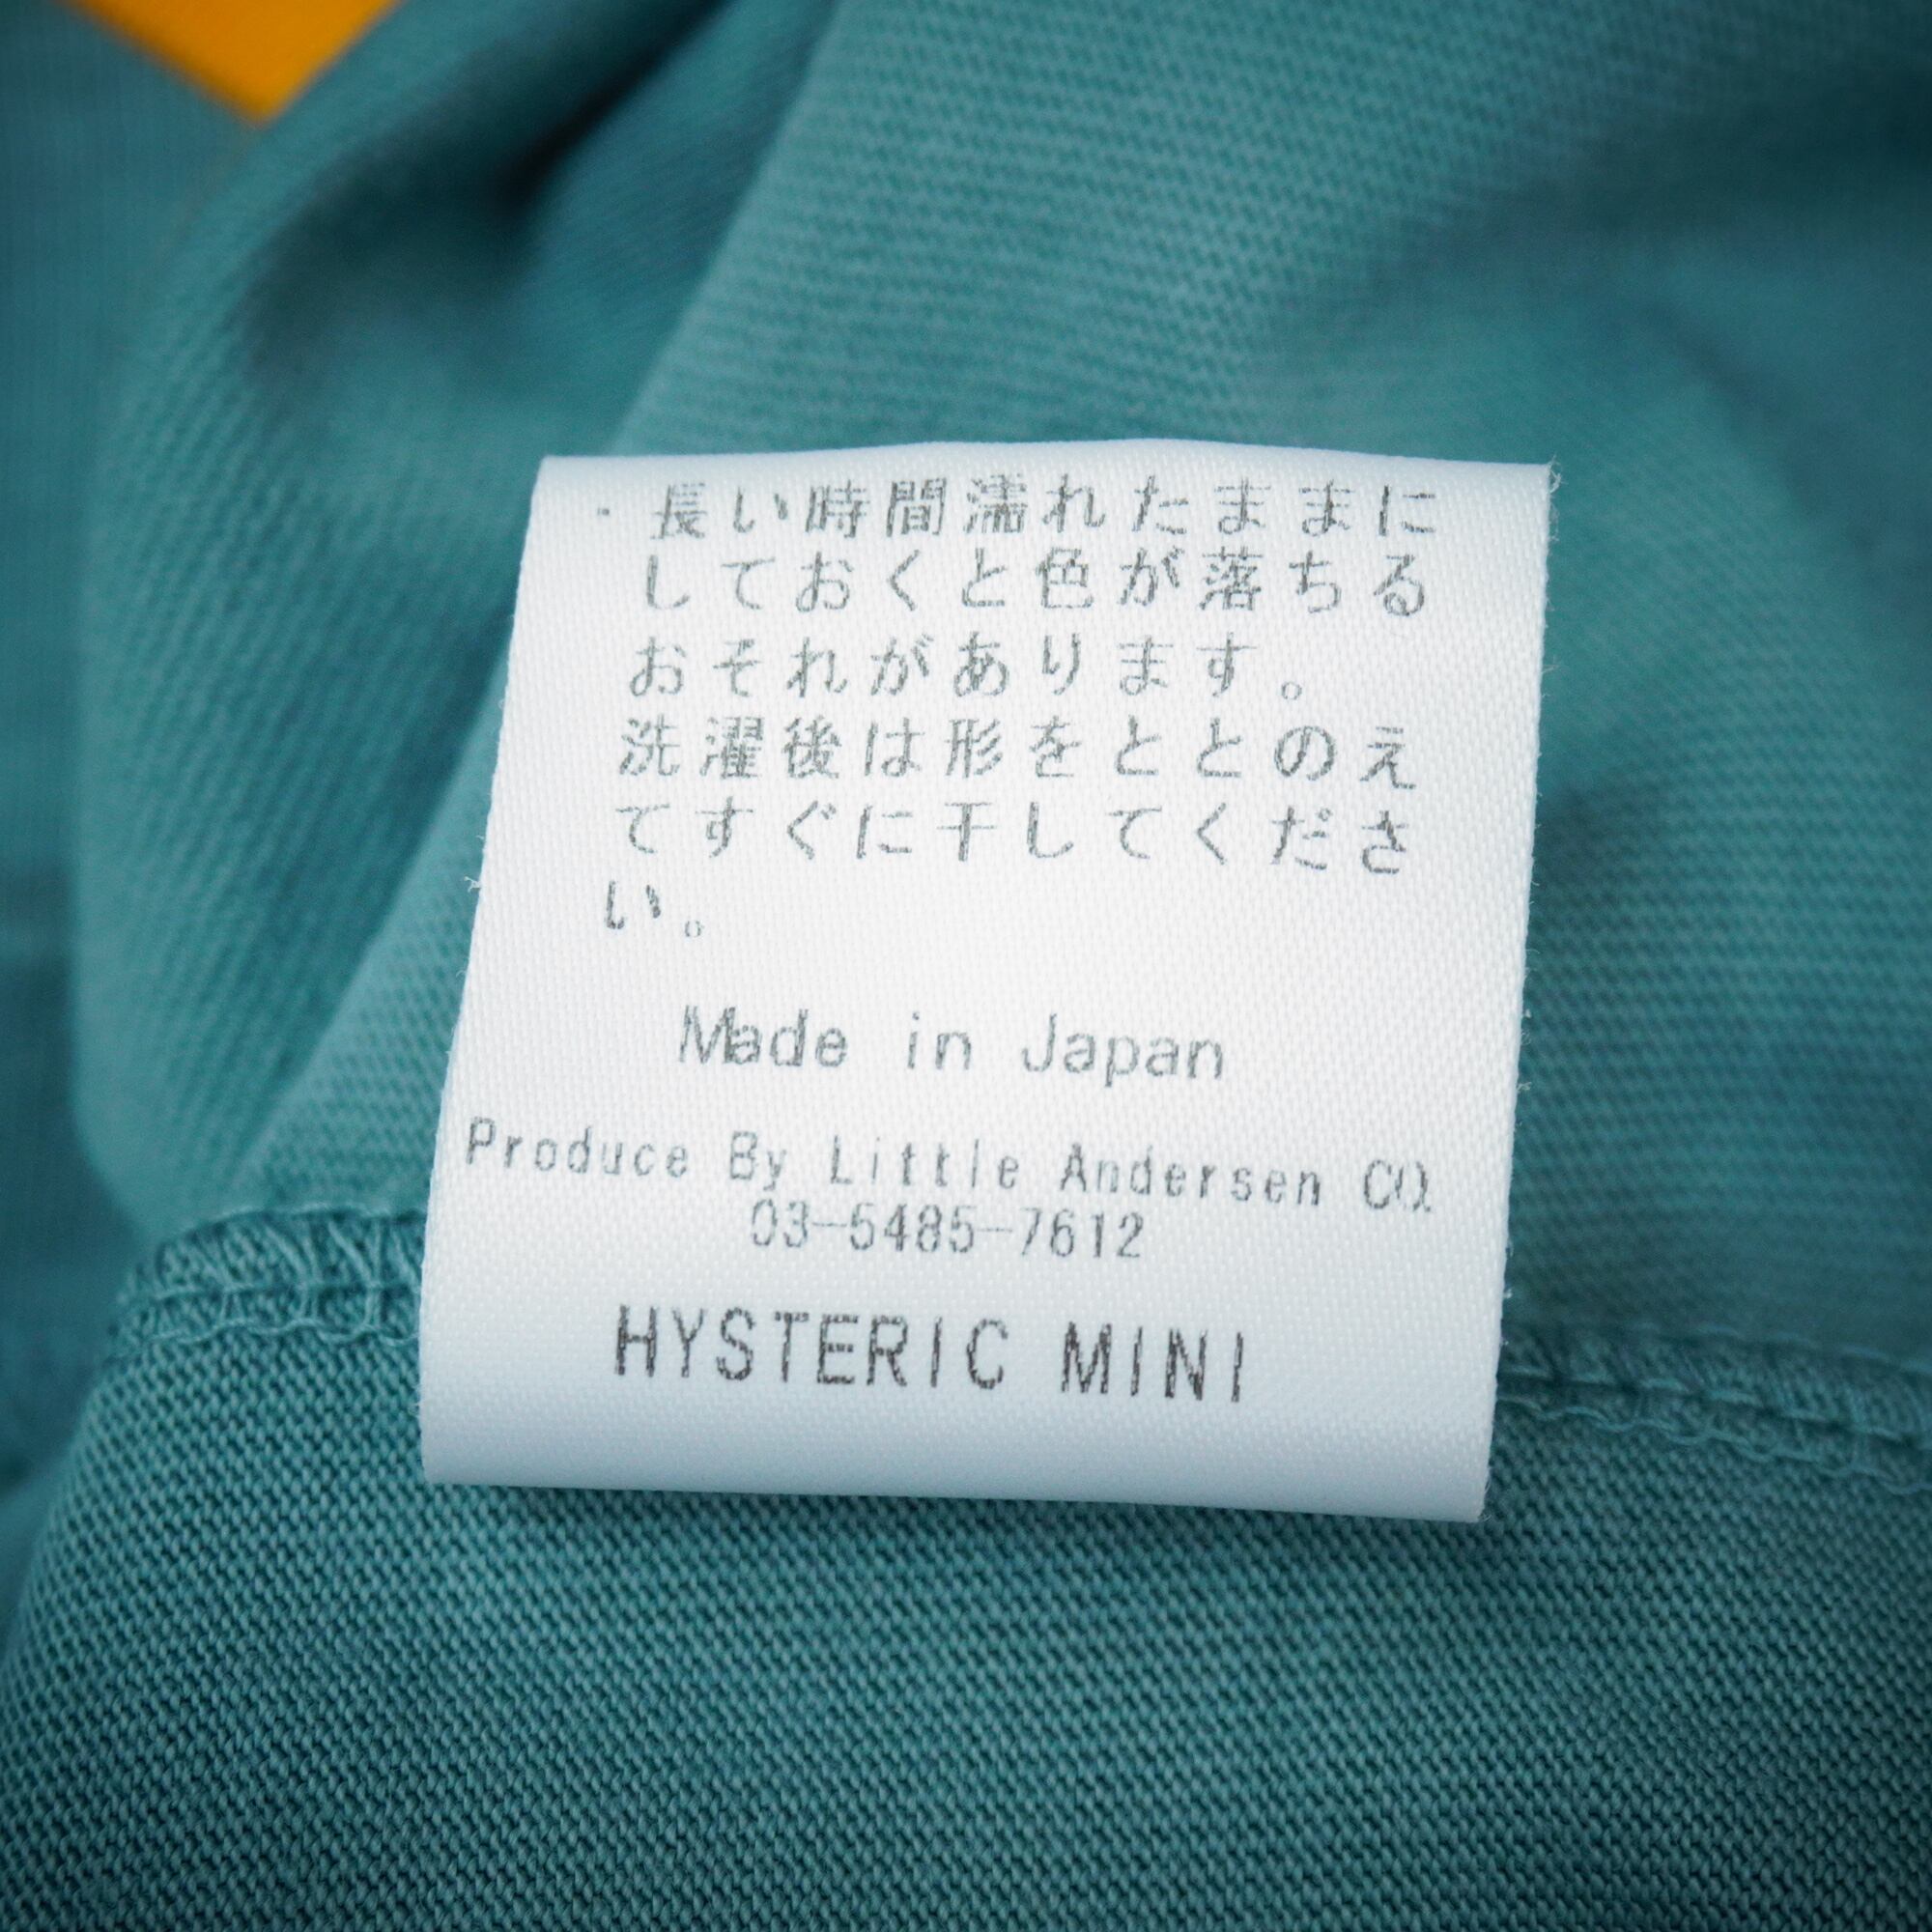 ・長い時間濡れたままに
しておくと色が落ちる
おそれがあります。
洗濯後は形をととのえ
てすぐに干してくださ
い。
Made in Japan
Produce By Little Andersen CO.
03-5485-7612
HYSTERIC MINI